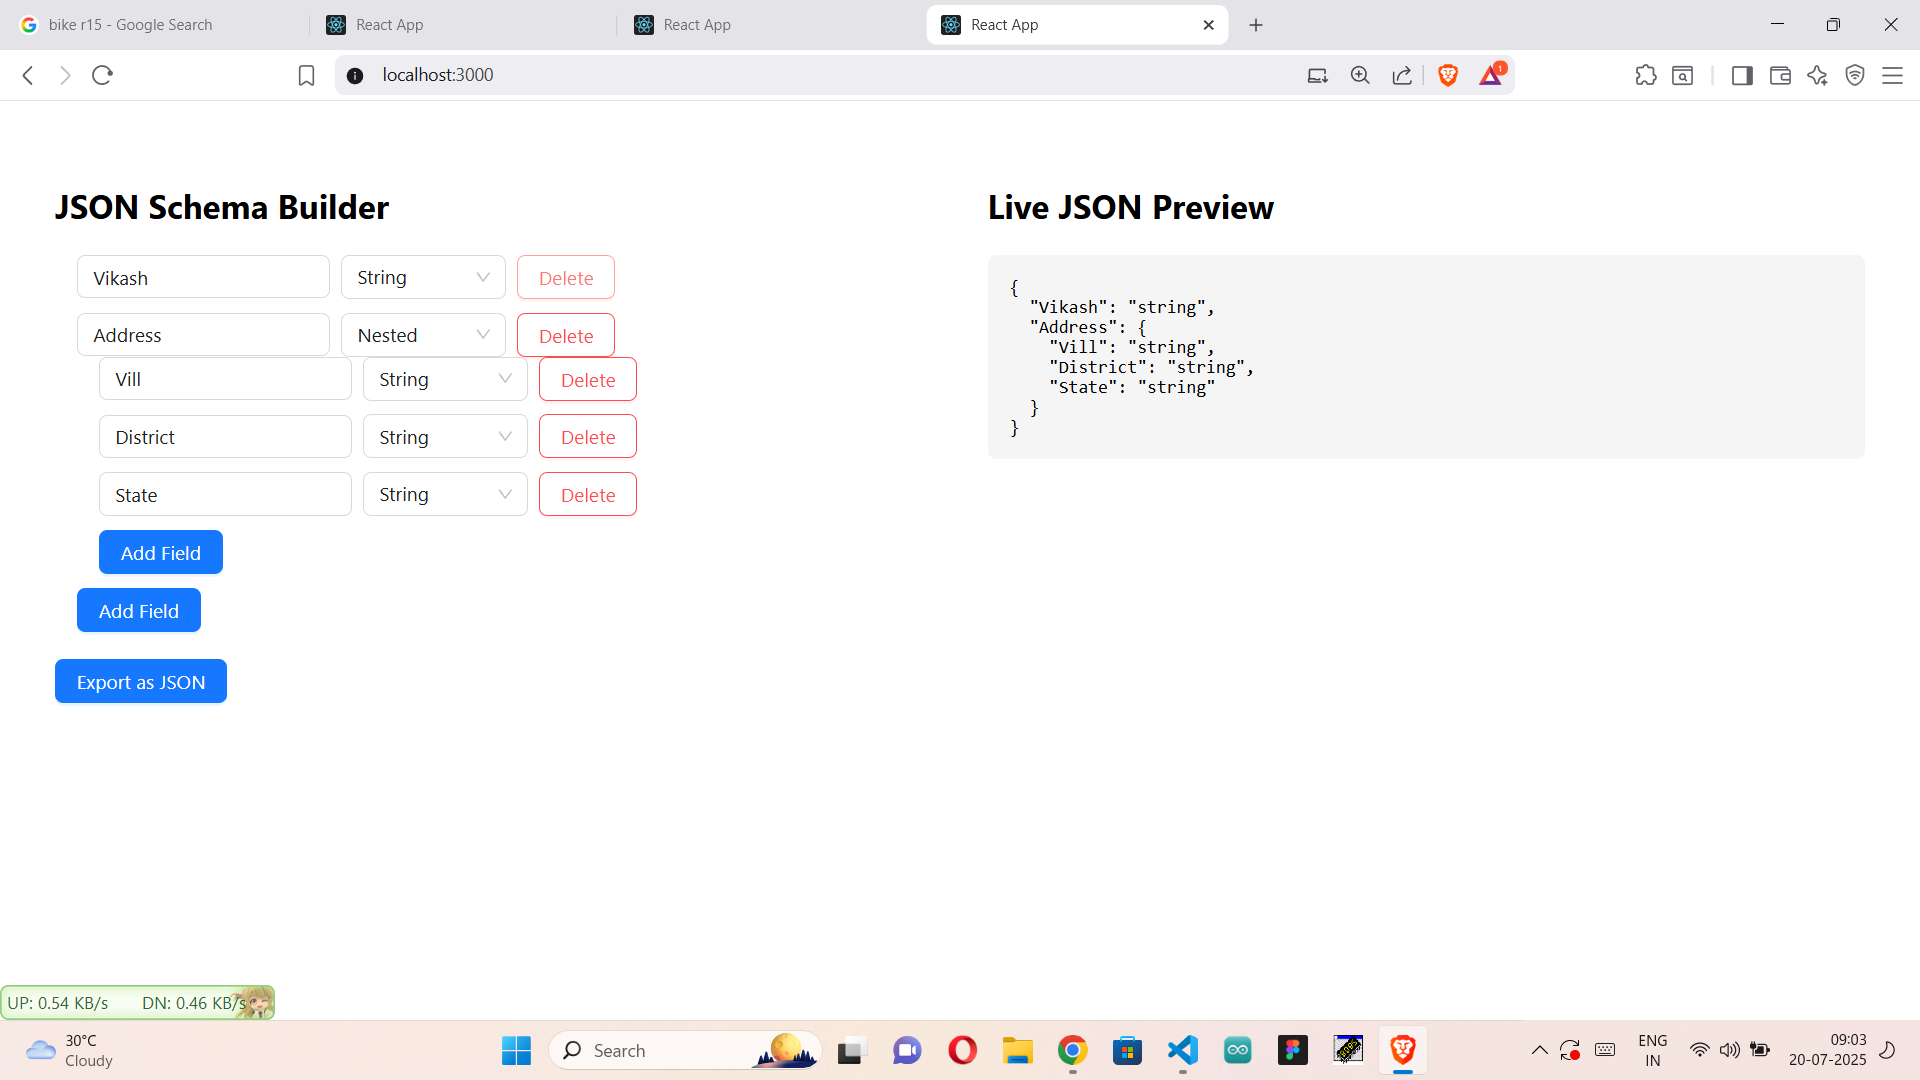 bike r15 - Google Search
React App
React App
React App
localhost:3000
1
JSON Schema Builder
Vikash
String
Delete
Address
Nested
Delete
Vill
String
Delete
District
String
Delete
State
String
Delete
Add Field
Add Field
Export as JSON
Live JSON Preview
{
"Vikash": "string",
"Address": {
"Vill": "string",
"District": "string",
"State": "string"
}
}
UP: 0.54 KB/s DN: 0.46 KB/s
30°C
Cloudy
Search
ENG
IN
09:03
20-07-2025